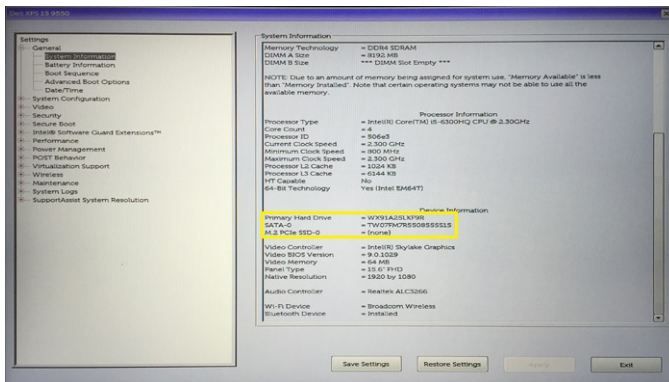 Dell XPS 15 9550
Settings
General
System Information
Battery Information
Boot Sequence
Advanced Boot Options
Date/Time
System Configuration
Video
Security
Secure Boot
Intel® Software Guard Extensions™
Performance
Power Management
POST Behavior
Virtualization Support
Wireless
Maintenance
System Logs
SupportAssist System Resolution
System Information
Memory Technology = DDR4 SDRAM
DIMM A Size = 8192 MB
DIMM B Size *** DIMM Slot Empty ***
NOTE: Due to an amount of memory being assigned for system use, "Memory Available" is less
than "Memory Installed". Note that certain operating systems may not be able to use all the
available memory.
Processor Information
Processor Type = Intel(R) Core(TM) i5-6300HQ CPU @ 2.30GHz
Core Count = 4
Processor ID = 506e3
Current Clock Speed = 2.300 GHz
Minimum Clock Speed = 800 MHz
Maximum Clock Speed = 2.300 GHz
Processor L2 Cache = 1024 KB
Processor L3 Cache = 6144 KB
HT Capable No
64-Bit Technology Yes (Intel EM64T)
Device Information
Primary Hard Drive = WX91A25LXF9R
SATA-0 = TW07FM7R5508555515
M.2 PCIe SSD-0 = (none)
Video Controller = Intel(R) Skylake Graphics
Video BIOS Version = 9.0.1029
Video Memory = 64 MB
Panel Type = 15.6" FHD
Native Resolution = 1920 by 1080
Audio Controller = Realtek ALC3266
Wi-Fi Device = Broadcom Wireless
Bluetooth Device = Installed
Save Settings
Restore Settings
Apply
Exit